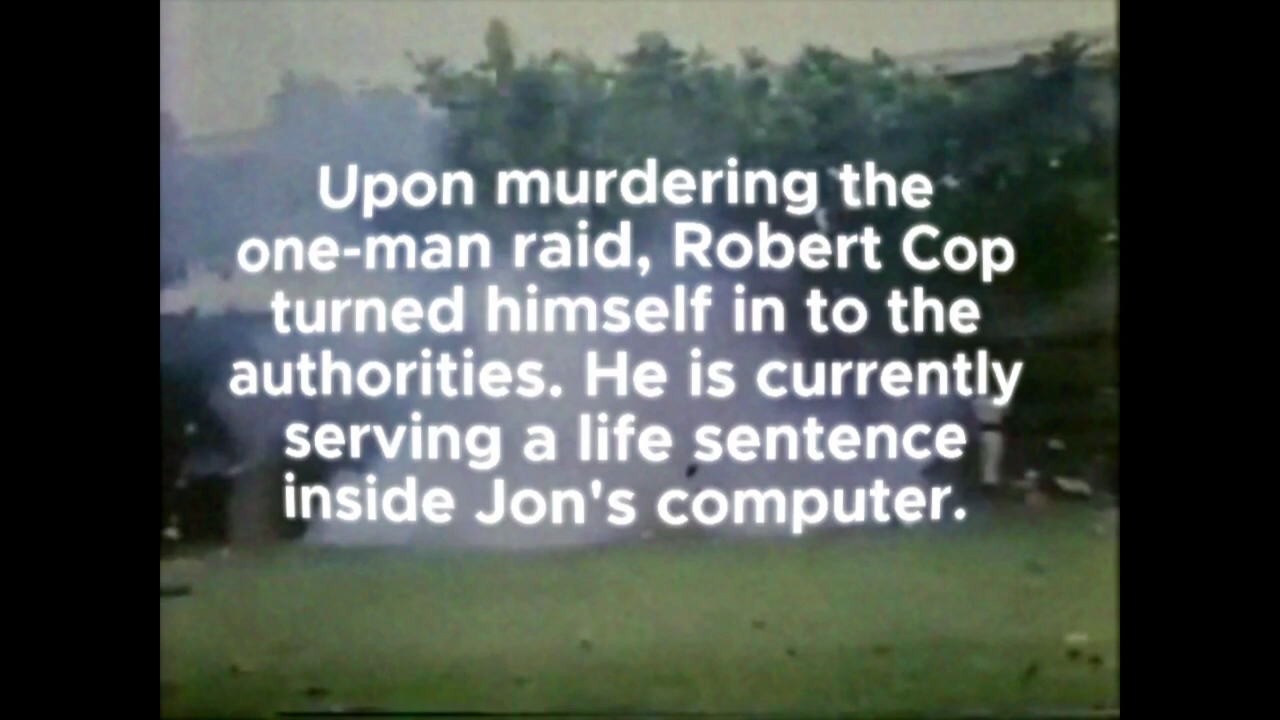 Upon murdering the
one-man raid, Robert Cop
turned himself in to the
authorities. He is currently
serving a life sentence
inside Jon's computer.